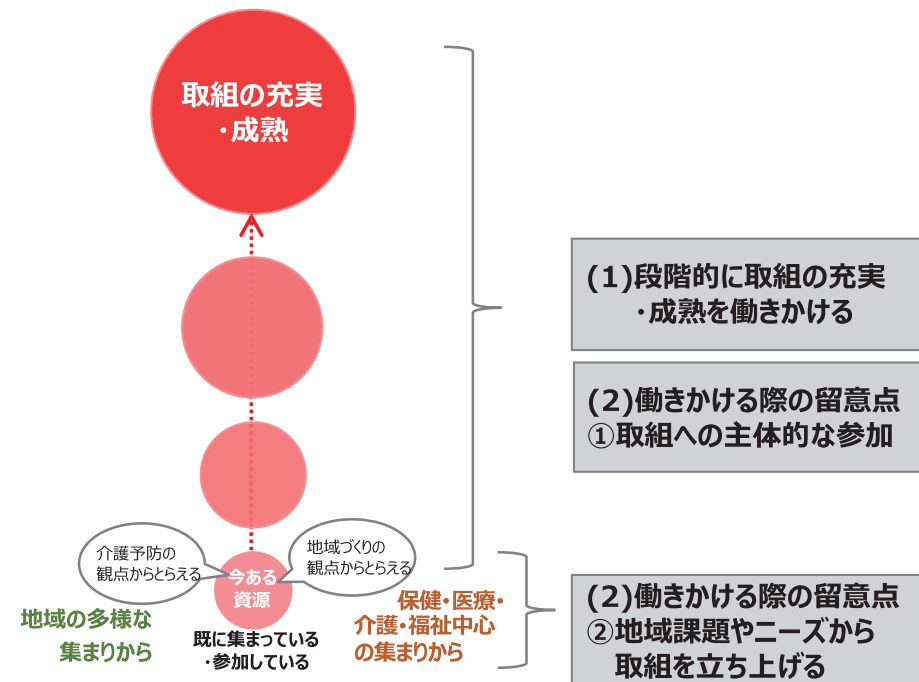 取組の充実
・成熟
(1)段階的に取組の充実
・成熟を働きかける
(2)働きかける際の留意点
①取組への主体的な参加
介護予防の
観点からとらえる
地域づくりの
観点からとらえる
今ある
資源
地域の多様な
集まりから
既に集まっている
・参加している
保健・医療・
介護・福祉中心
の集まりから
(2)働きかける際の留意点
②地域課題やニーズから
取組を立ち上げる